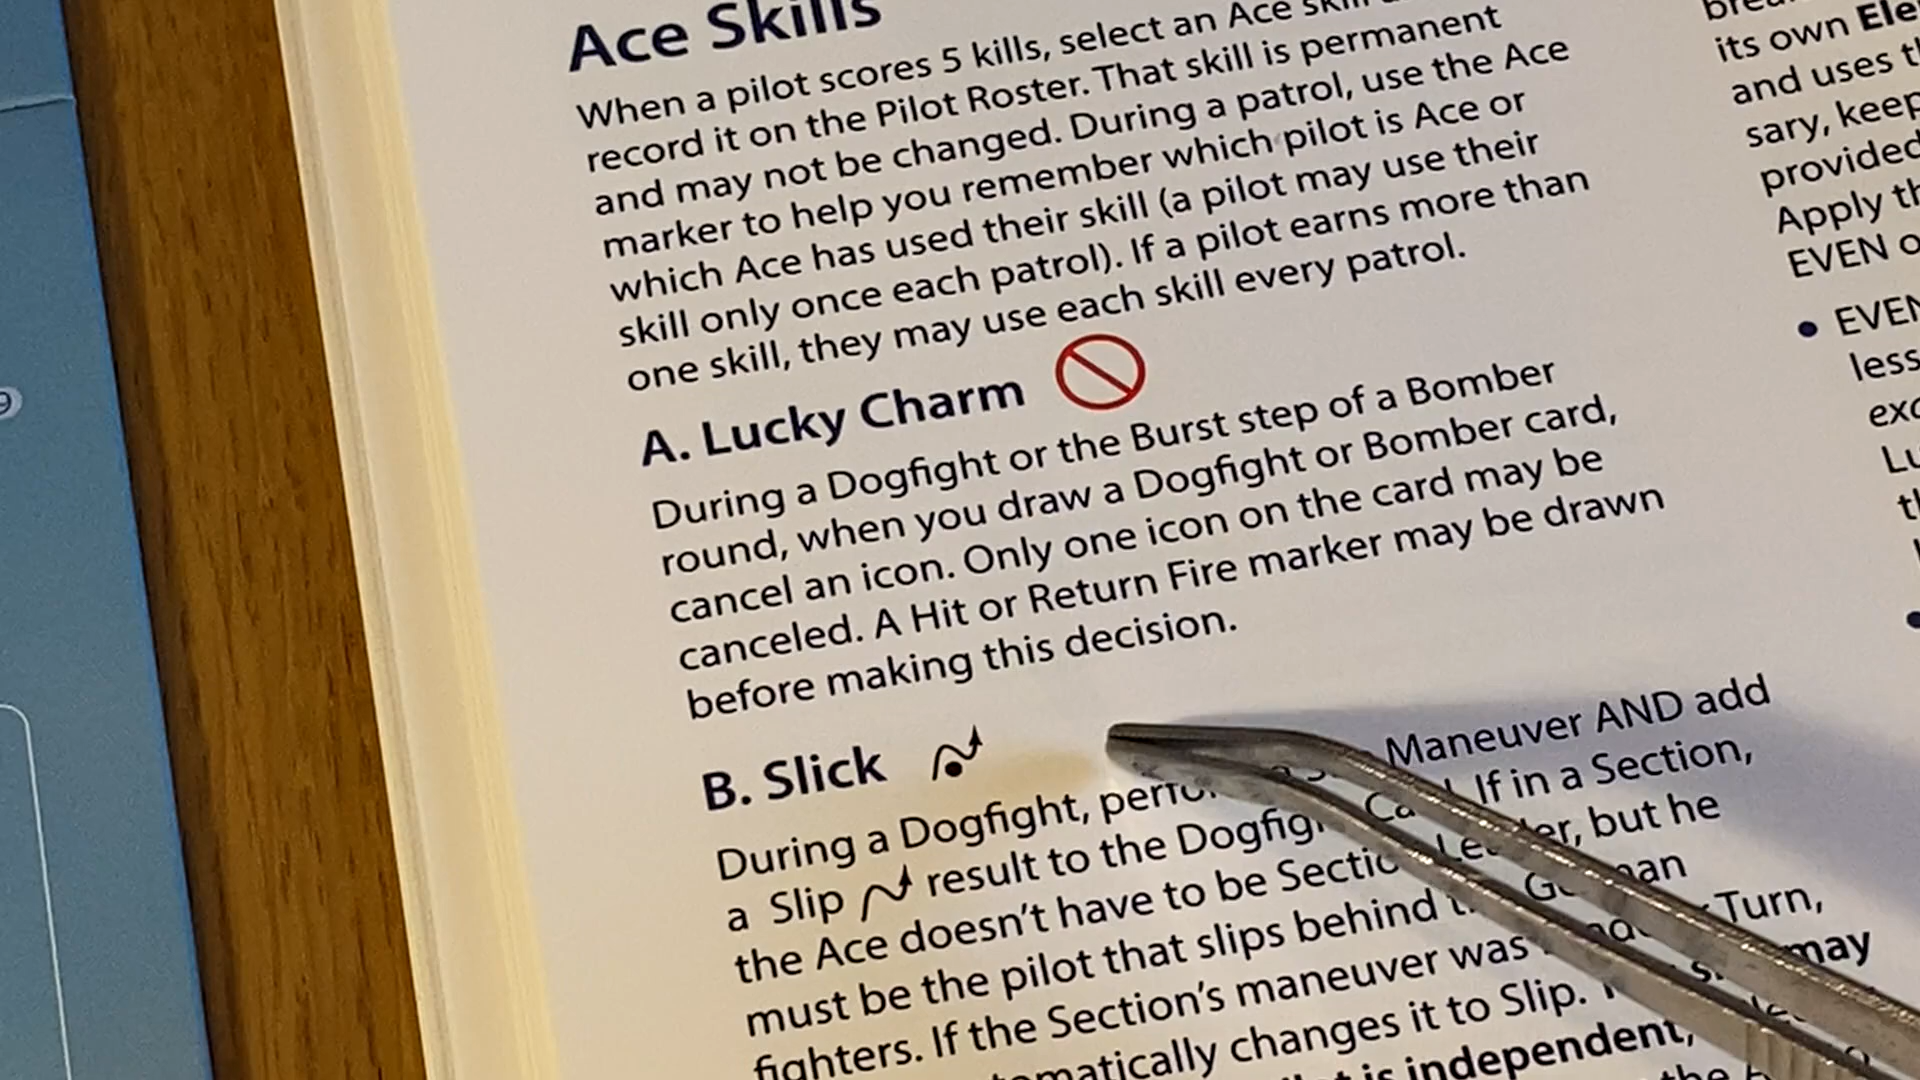 Ace Skills
When a pilot scores 5 kills, select an Ace skill
record it on the Pilot Roster. That skill is permanent
and may not be changed. During a patrol, use the Ace
marker to help you remember which pilot is Ace or
which Ace has used their skill (a pilot may use their
skill only once each patrol). If a pilot earns more than
one skill, they may use each skill every patrol.
A. Lucky Charm
During a Dogfight or the Burst step of a Bomber
round, when you draw a Dogfight or Bomber card,
cancel an icon. Only one icon on the card may be
canceled. A Hit or Return Fire marker may be drawn
before making this decision.
B. Slick
During a Dogfight, Maneuver AND add
a Slip result to the If in a Section,
the Ace doesn't have to be but he
must be the pilot that slips behind
fighters. If the Section's maneuver was Turn,
changes it to Slip. may
is independent,
the
its own
and uses
sary, keep
provided
Apply
EVEN
• EVEN
less
9